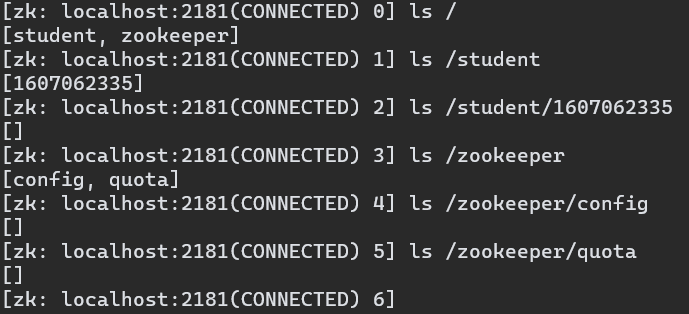 [zk: localhost:2181(CONNECTED) 0] ls /
[student, zookeeper]
[zk: localhost:2181(CONNECTED) 1] ls /student
[1607062335]
[zk: localhost:2181(CONNECTED) 2] ls /student/1607062335
[]
[zk: localhost:2181(CONNECTED) 3] ls /zookeeper
[config, quota]
[zk: localhost:2181(CONNECTED) 4] ls /zookeeper/config
[]
[zk: localhost:2181(CONNECTED) 5] ls /zookeeper/quota
[]
[zk: localhost:2181(CONNECTED) 6]